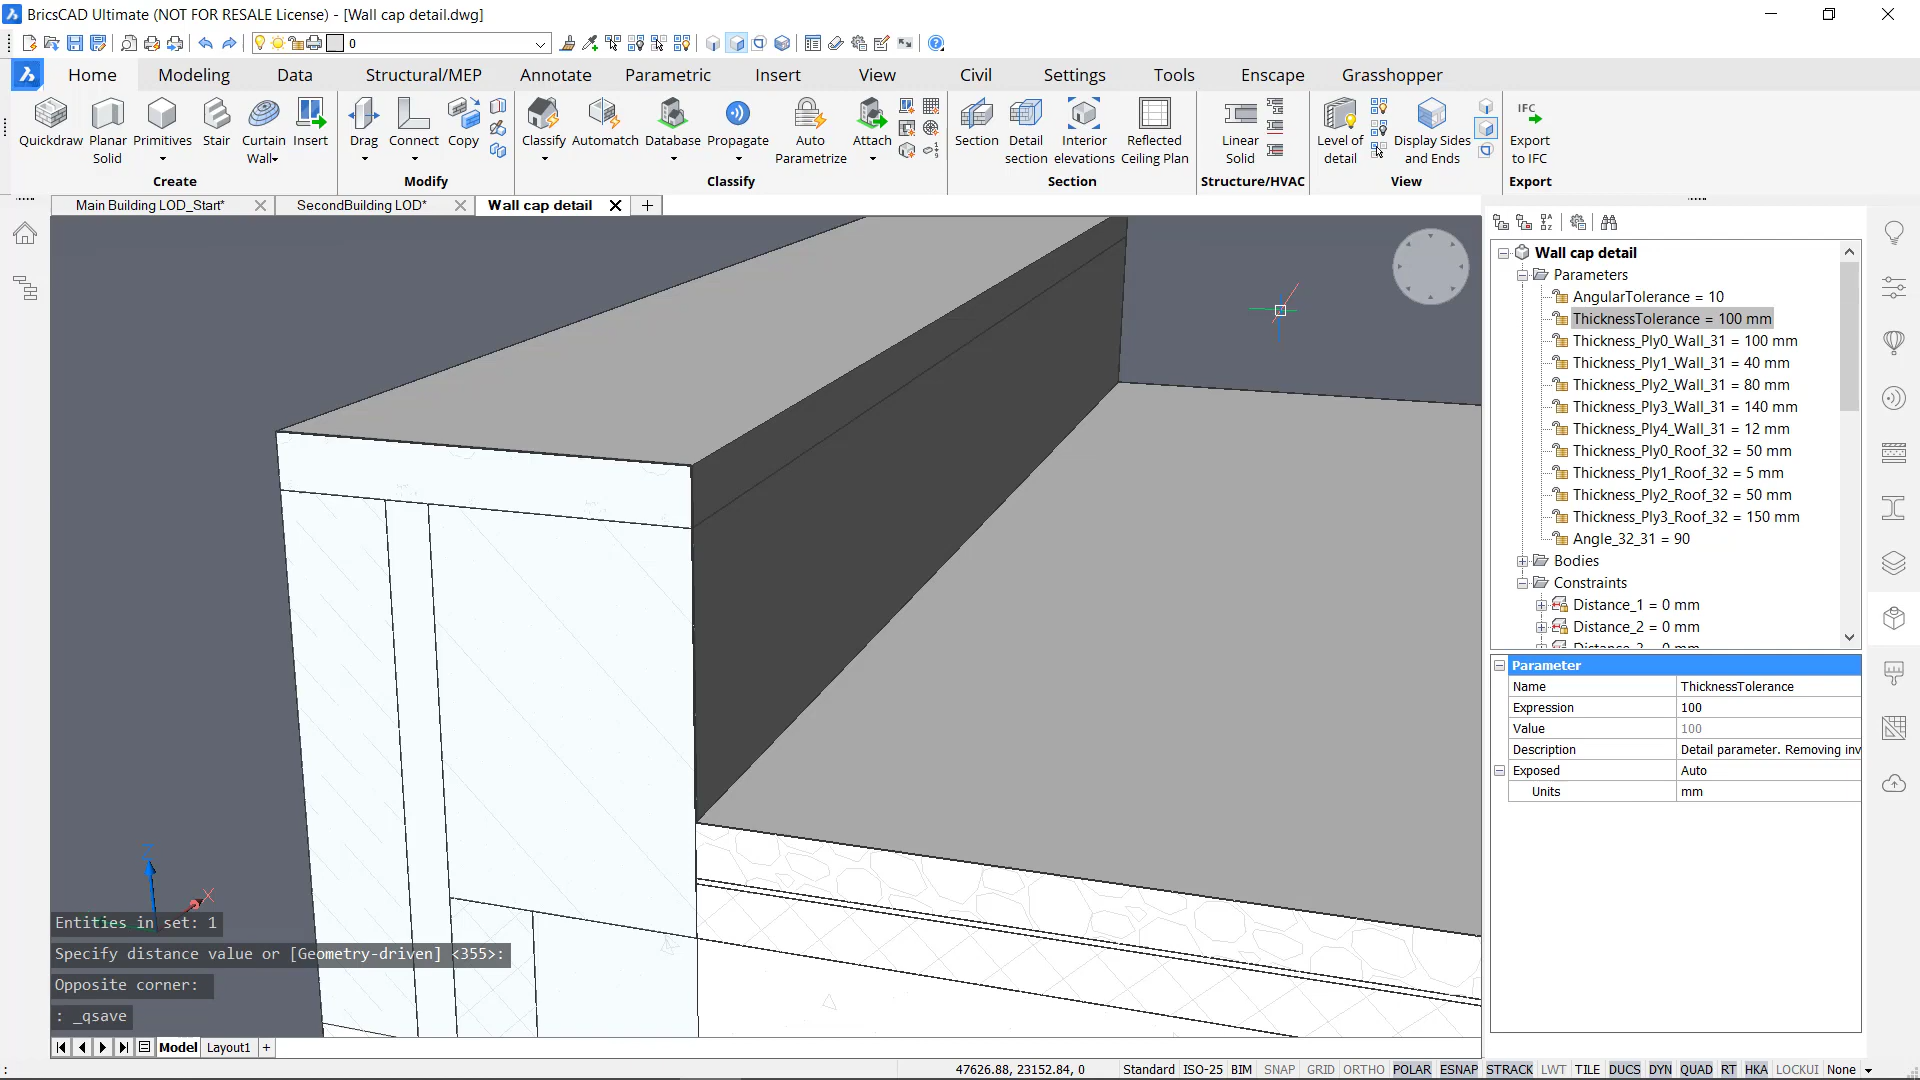 BricsCAD Ultimate (NOT FOR RESALE License) - [Wall cap detail.dwg]
0
Home Modeling Data Structural/MEP Annotate Parametric Insert View Civil Settings Tools Enscape Grasshopper
Quickdraw Planar Solid Primitives Stair Curtain Wall Insert
Create
Drag Connect Copy
Modify
Classify Automatch Database Propagate Auto Parametrize Attach
Classify
Section Detail section Interior elevations Reflected Ceiling Plan
Section
Linear Solid
Structure/HVAC
Level of detail Display Sides and Ends
View
IFC
Export to IFC
Export
Main Building LOD_Start* SecondBuilding LOD* Wall cap detail +
Wall cap detail
Parameters
AngularTolerance = 10
ThicknessTolerance = 100 mm
Thickness_Ply0_Wall_31 = 100 mm
Thickness_Ply1_Wall_31 = 40 mm
Thickness_Ply2_Wall_31 = 80 mm
Thickness_Ply3_Wall_31 = 140 mm
Thickness_Ply4_Wall_31 = 12 mm
Thickness_Ply0_Roof_32 = 50 mm
Thickness_Ply1_Roof_32 = 5 mm
Thickness_Ply2_Roof_32 = 50 mm
Thickness_Ply3_Roof_32 = 150 mm
Angle_32_31 = 90
Bodies
Constraints
Distance_1 = 0 mm
Distance_2 = 0 mm
Parameter
Name ThicknessTolerance
Expression 100
Value 100
Description Detail parameter. Removing inv
Exposed Auto
Units mm
Z
X
Entities in set: 1
Specify distance value or [Geometry-driven] <355>:
Opposite corner:
: _qsave
Model Layout1 +
: 47626.88, 23152.84, 0 Standard ISO-25 BIM SNAP GRID ORTHO POLAR ESNAP STRACK LWT TILE DUCS DYN QUAD RT HKA LOCKUI None